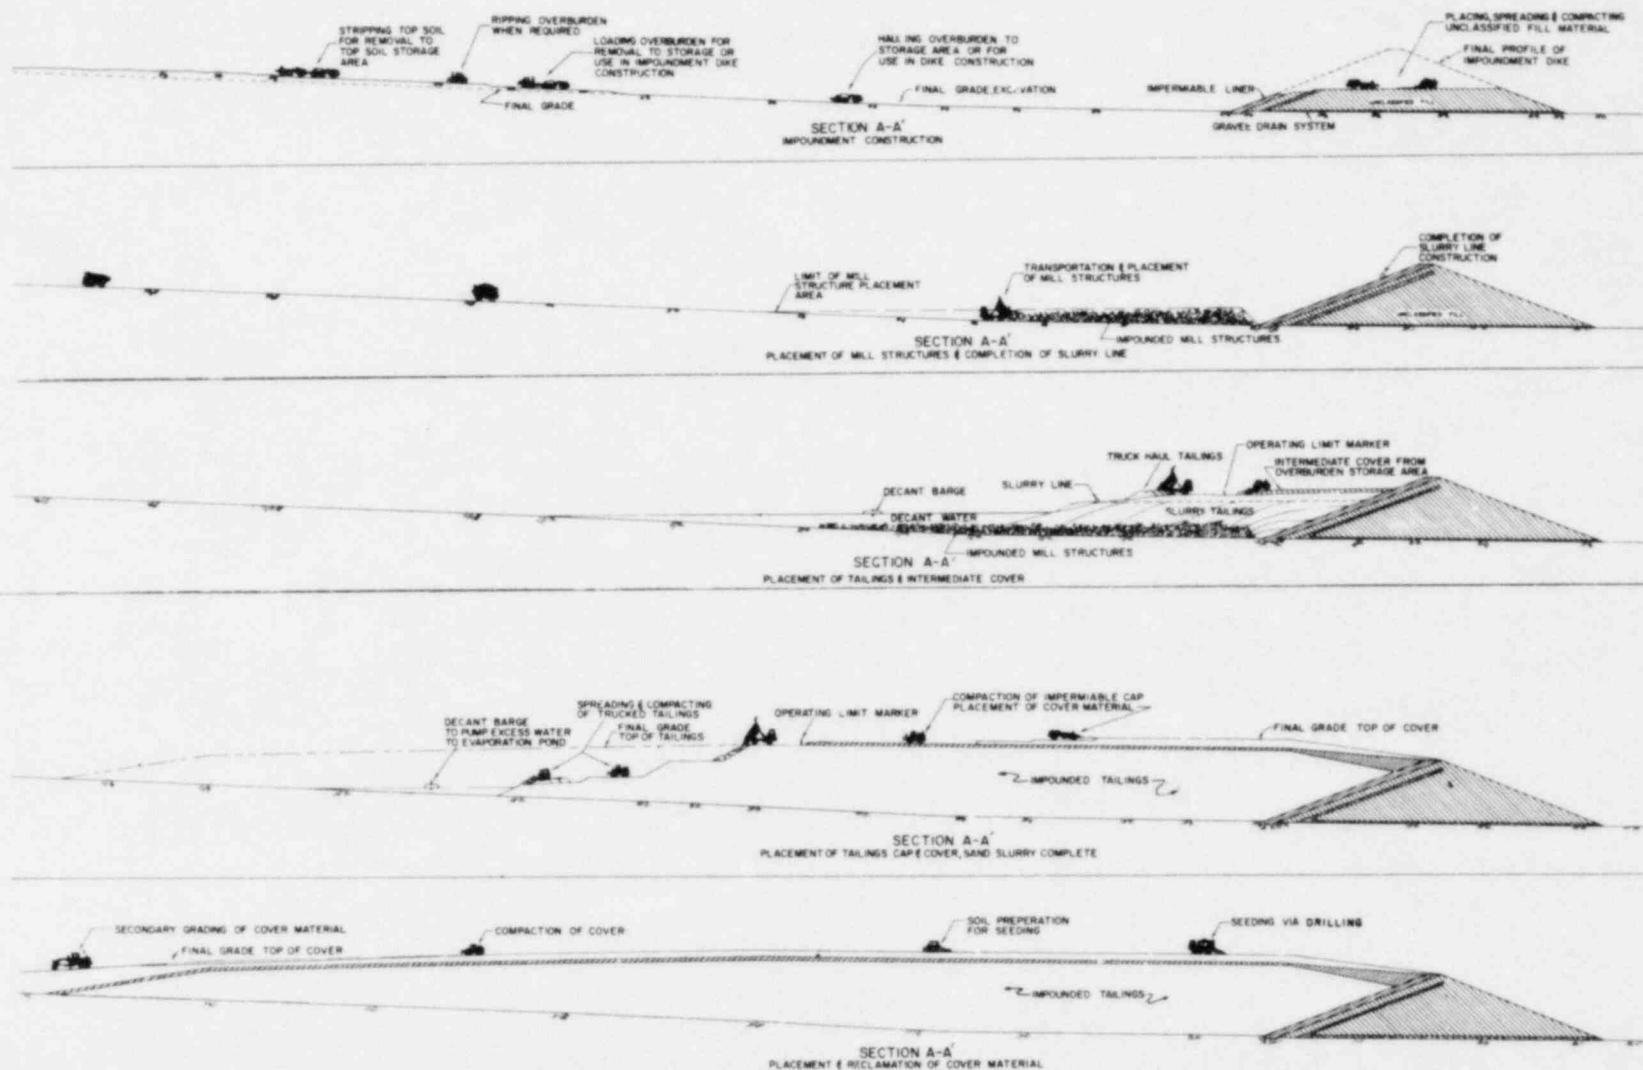 STRIPPING TOP SOIL
FOR REMOVAL TO
TOP SOIL STORAGE
AREA
RIPPING OVERBURDEN
WHEN REQUIRED
LOADING OVERBURDEN FOR
REMOVAL TO STORAGE OR
USE IN IMPOUNDMENT DIKE
CONSTRUCTION
FINAL GRADE
HAULING OVERBURDEN TO
STORAGE AREA OR FOR
USE IN DIKE CONSTRUCTION
FINAL GRADE, EXCAVATION
PLACING, SPREADING & COMPACTING
UNCLASSIFIED FILL MATERIAL
FINAL PROFILE OF
IMPOUNDMENT DIKE
IMPERMIABLE LINER
UNCLASSIFIED FILL
GRAVEL DRAIN SYSTEM
SECTION A-A'
IMPOUNDMENT CONSTRUCTION
LIMIT OF MILL
STRUCTURE PLACEMENT
AREA
TRANSPORTATION & PLACEMENT
OF MILL STRUCTURES
COMPLETION OF
SLURRY LINE
CONSTRUCTION
UNCLASSIFIED FILL
IMPOUNDED MILL STRUCTURES
SECTION A-A'
PLACEMENT OF MILL STRUCTURES & COMPLETION OF SLURRY LINE
DECANT BARGE
DECANT WATER
SLURRY LINE
TRUCK HAUL TAILINGS
OPERATING LIMIT MARKER
INTERMEDIATE COVER FROM
OVERBURDEN STORAGE AREA
SLURRY TAILINGS
IMPOUNDED MILL STRUCTURES
SECTION A-A'
PLACEMENT OF TAILINGS & INTERMEDIATE COVER
DECANT BARGE
TO PUMP EXCESS WATER
TO EVAPORATION POND
SPREADING & COMPACTING
OF TRUCKED TAILINGS
FINAL GRADE
TOP OF TAILINGS
OPERATING LIMIT MARKER
COMPACTION OF IMPERMIABLE CAP
PLACEMENT OF COVER MATERIAL
FINAL GRADE TOP OF COVER
IMPOUNDED TAILINGS
SECTION A-A'
PLACEMENT OF TAILINGS CAP & COVER, SAND SLURRY COMPLETE
SECONDARY GRADING OF COVER MATERIAL
FINAL GRADE TOP OF COVER
COMPACTION OF COVER
SOIL PREPARATION
FOR SEEDING
SEEDING VIA DRILLING
IMPOUNDED TAILINGS
SECTION A-A'
PLACEMENT & RECLAMATION OF COVER MATERIAL